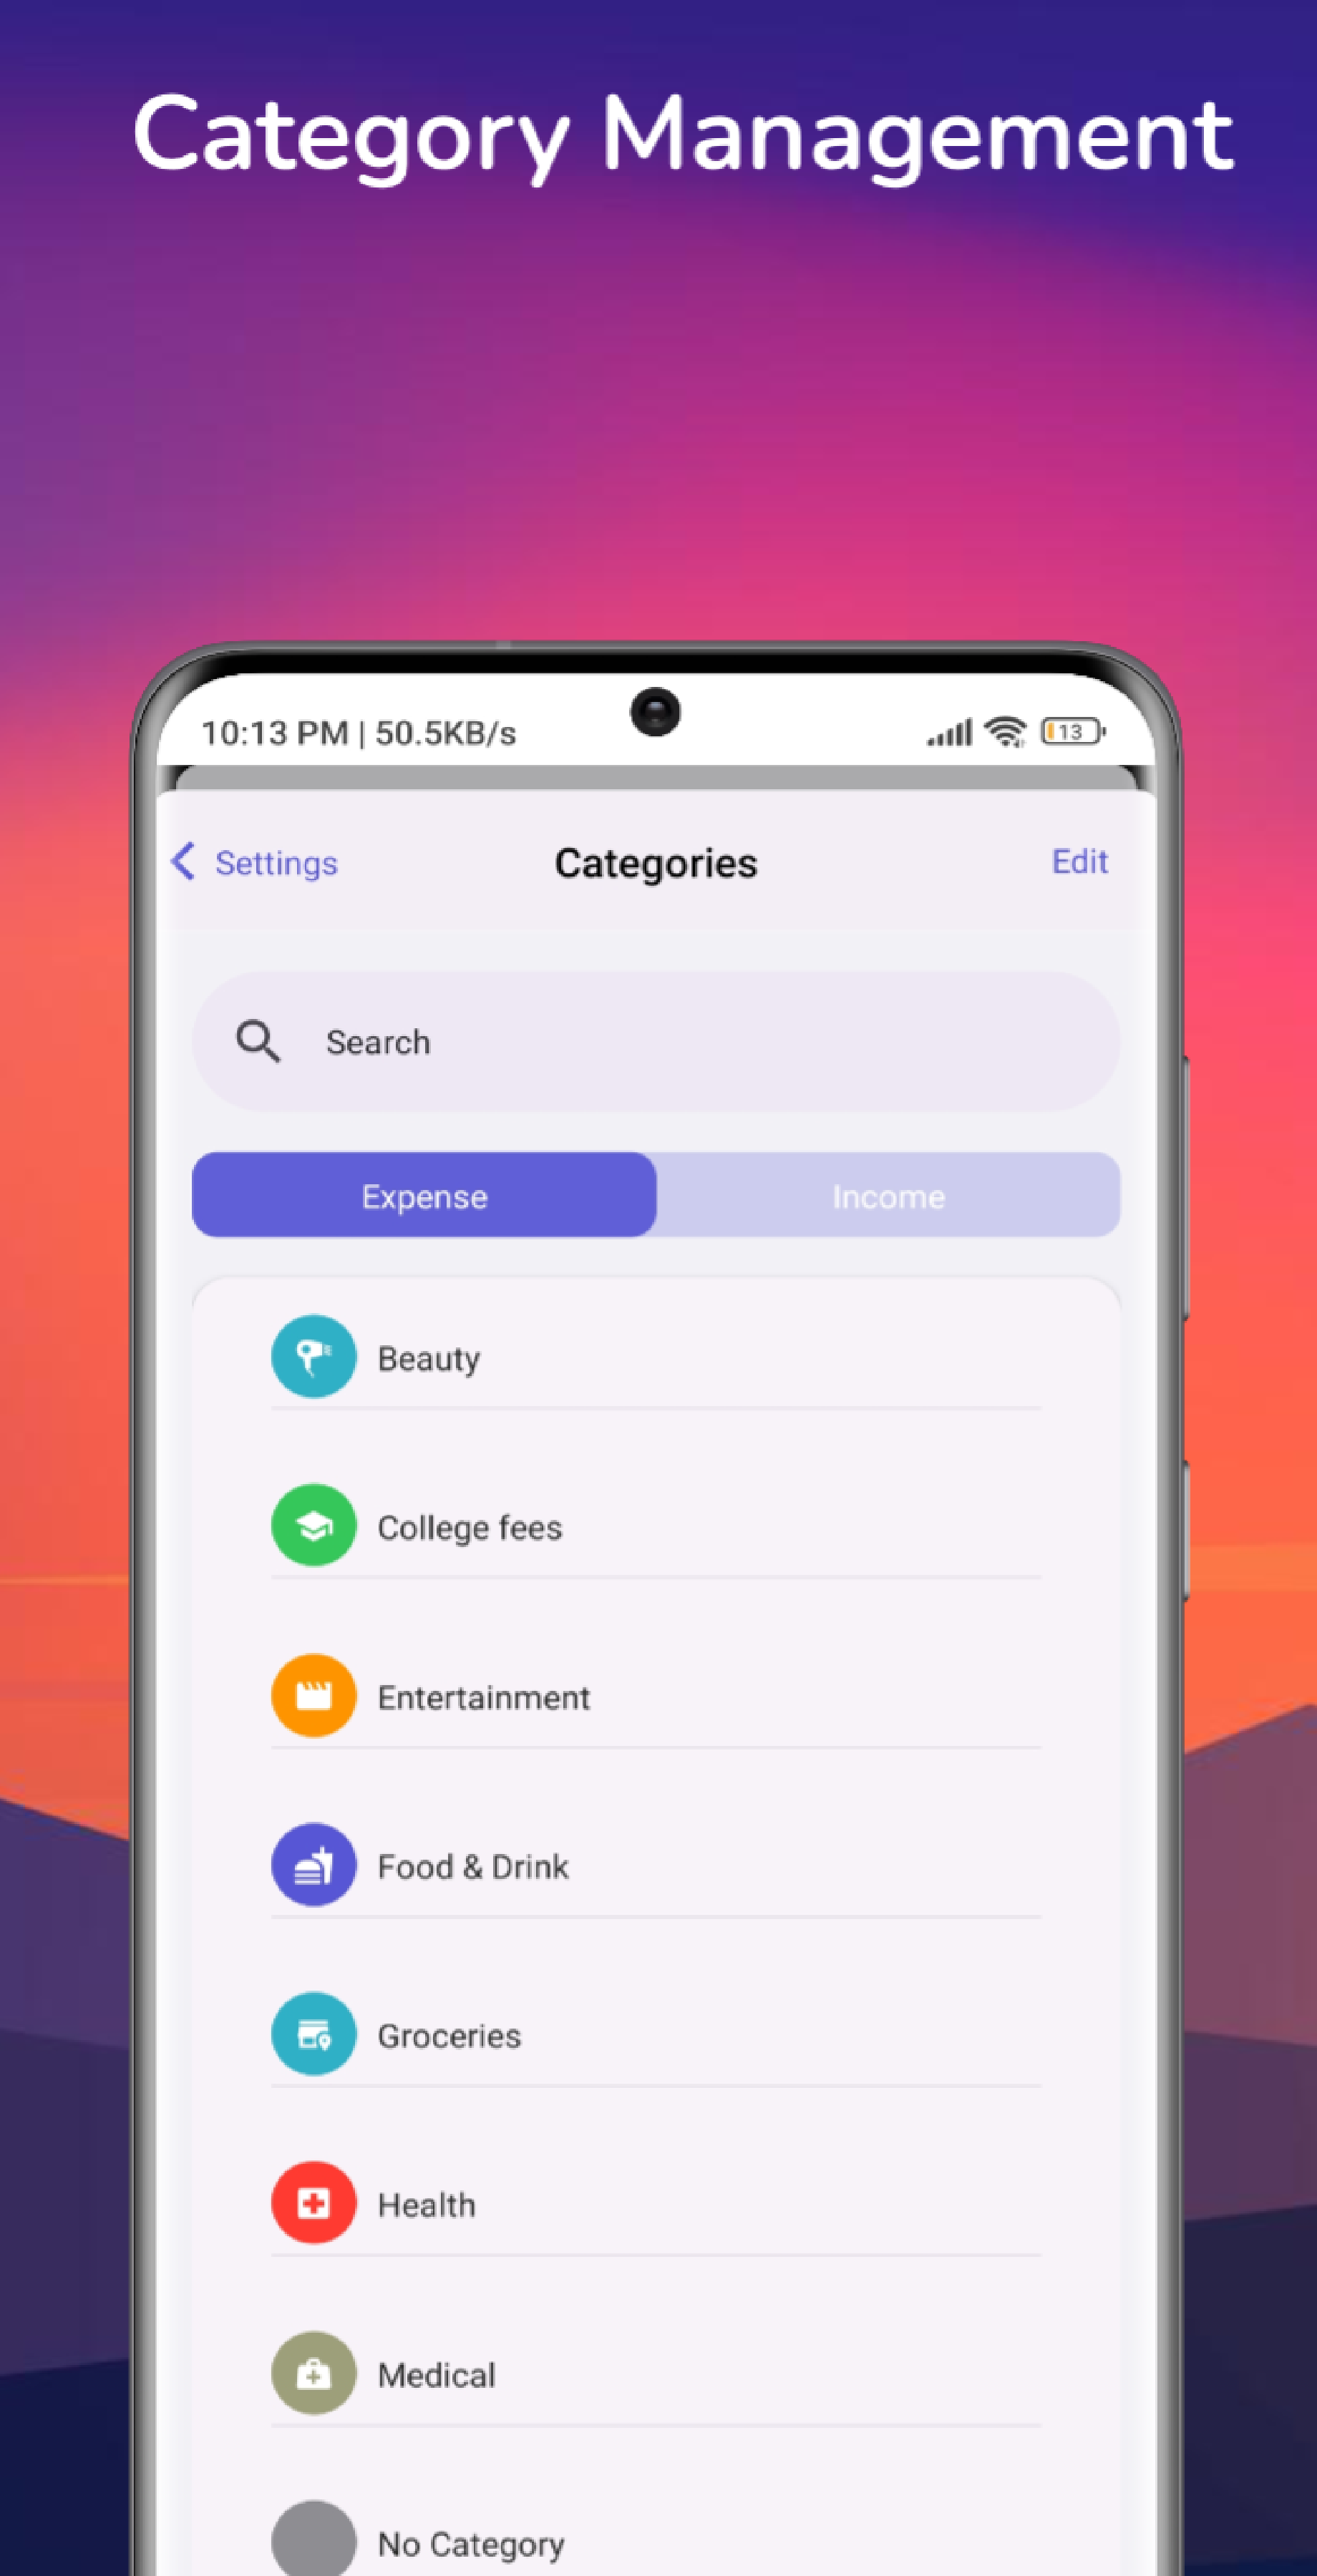 Category Management
10:13 PM | 50.5KB/s
13
Settings
Categories
Edit
Search
Expense
Income
Beauty
College fees
Entertainment
Food & Drink
Groceries
Health
Medical
No Category